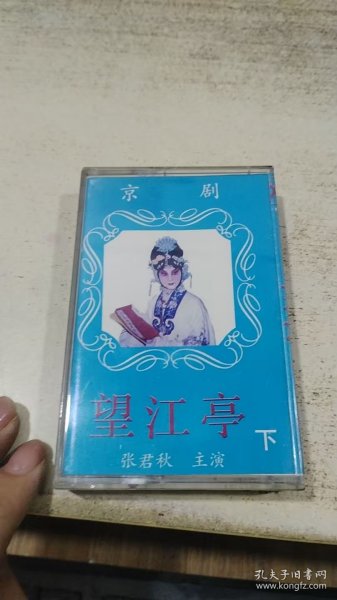 京 剧
望江亭
下
张君秋 主演
孔夫子旧书网
www.kongfz.com